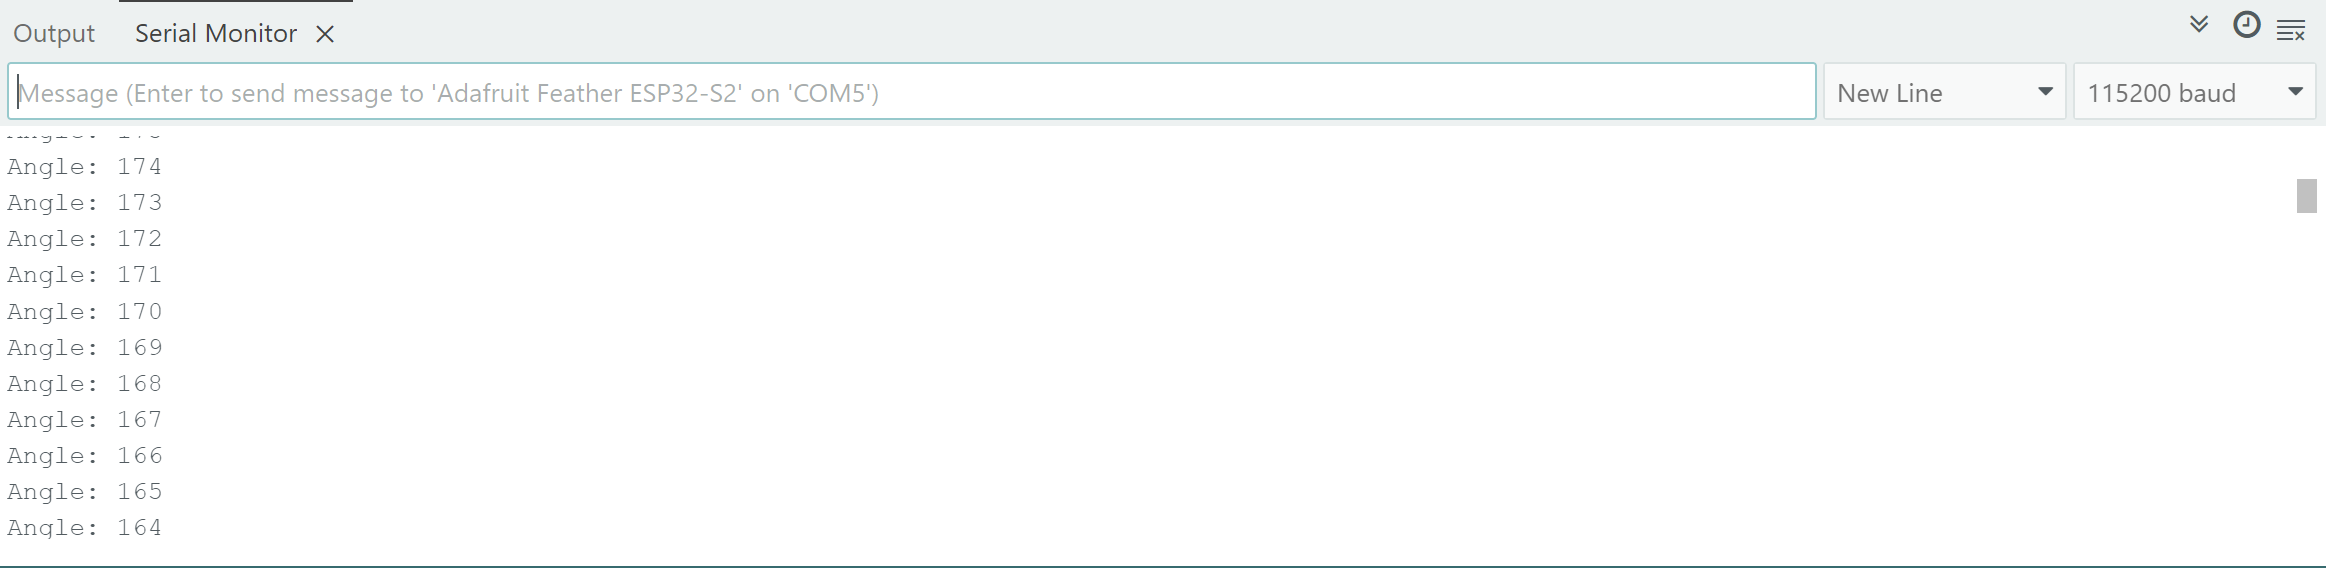 Output Serial Monitor
Message (Enter to send message to 'Adafruit Feather ESP32-S2' on 'COM5') New Line 115200 baud
Angle: 174
Angle: 173
Angle: 172
Angle: 171
Angle: 170
Angle: 169
Angle: 168
Angle: 167
Angle: 166
Angle: 165
Angle: 164